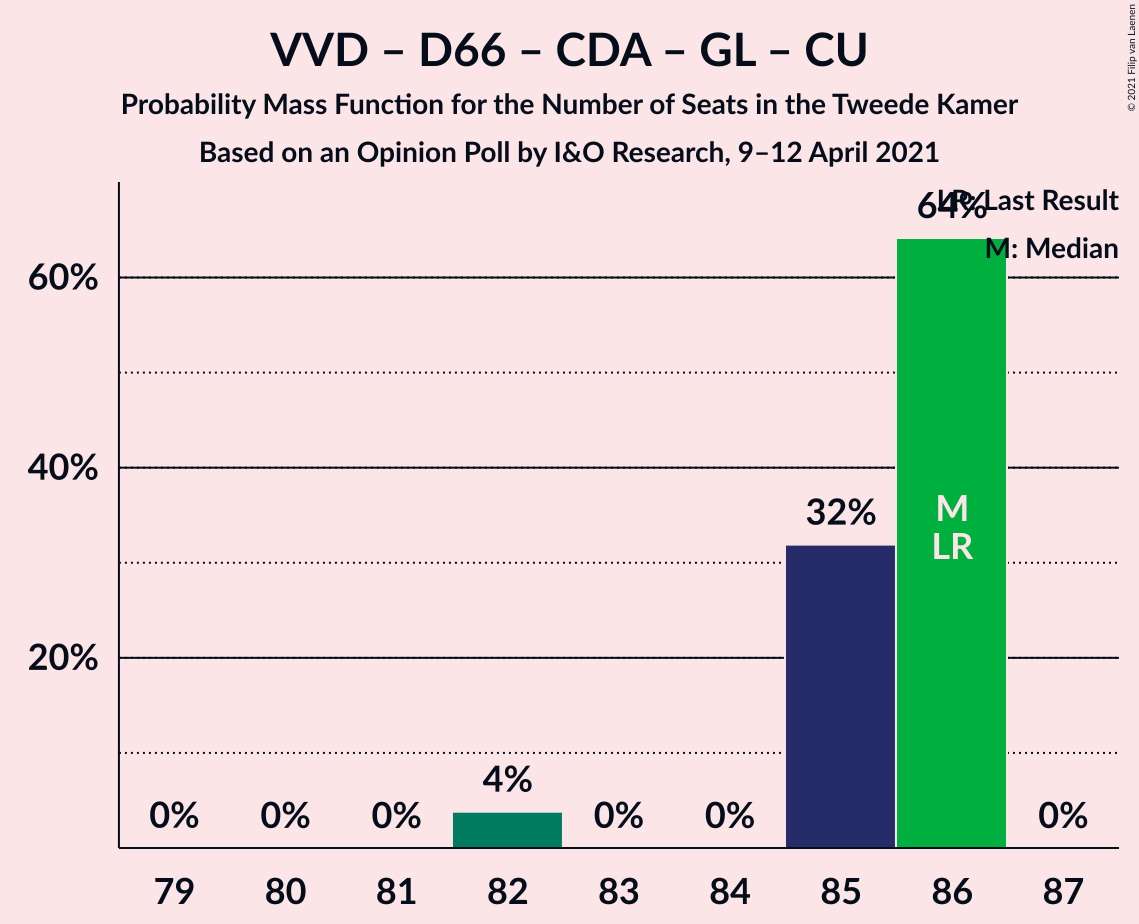 VVD – D66 – CDA – GL – CU
Probability Mass Function for the Number of Seats in the Tweede Kamer
Based on an Opinion Poll by I&O Research, 9–12 April 2021
© 2021 Filip van Laenen
LR: Last Result
M: Median
60%
40%
20%
0%
0%
0%
4%
0%
0%
32%
64%
0%
M
LR
79
80
81
82
83
84
85
86
87